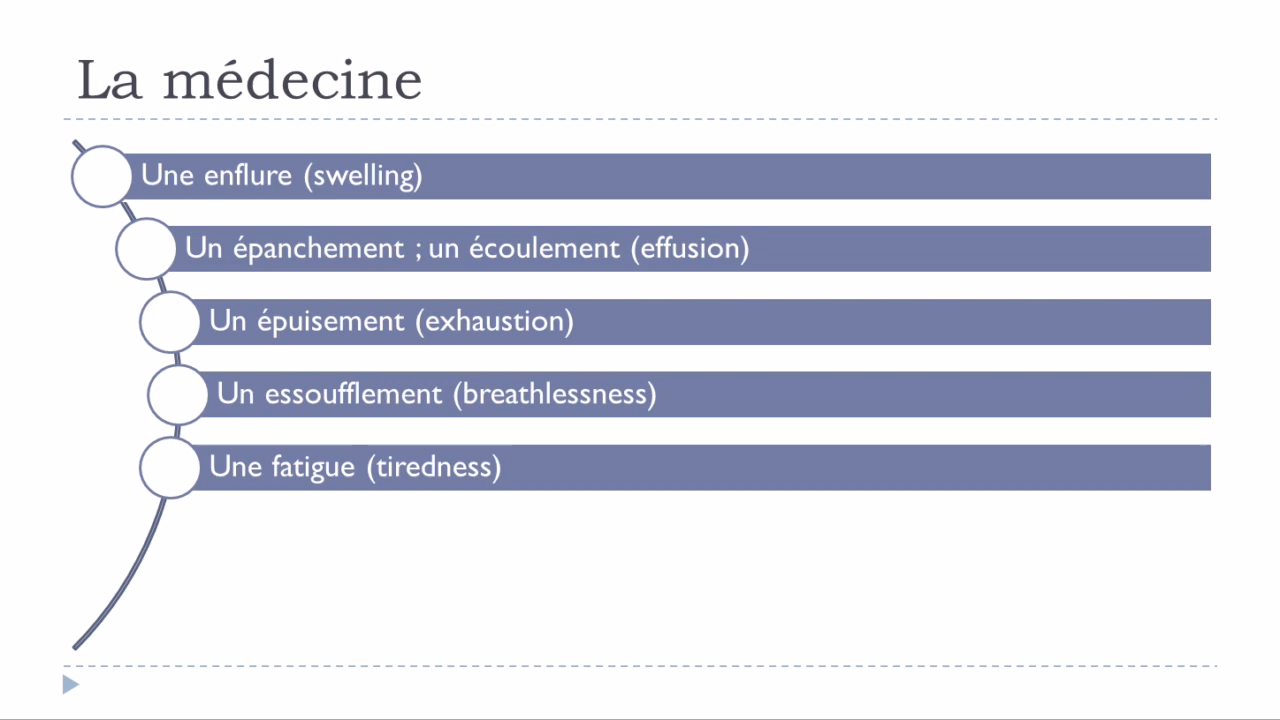 La médecine
Une enflure (swelling)
Un épanchement ; un écoulement (effusion)
Un épuisement (exhaustion)
Un essoufflement (breathlessness)
Une fatigue (tiredness)